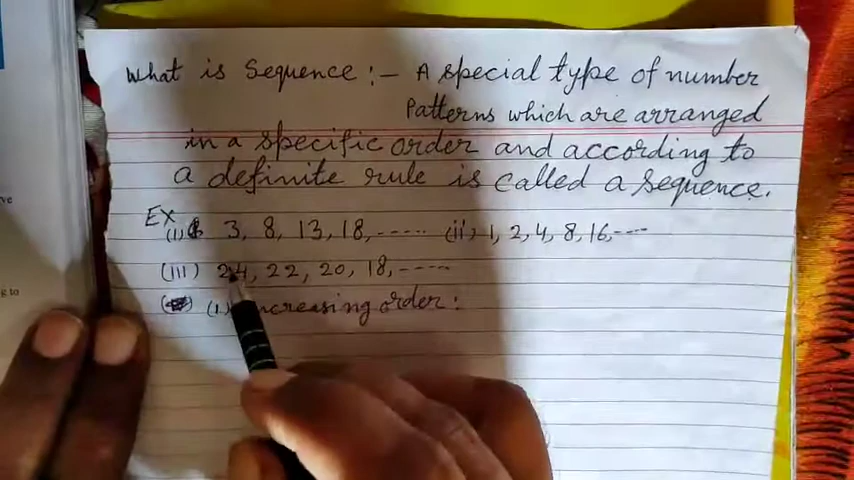 What is Sequence :- A special type of number
Patterns which are arranged
in a specific order and according to
a definite rule is called a sequence.
Ex
(i) 3, 8, 13, 18, ...... (ii) 1, 2, 4, 8, 16, ----
(iii) 24, 22, 20, 18, -----
(1) Increasing order :